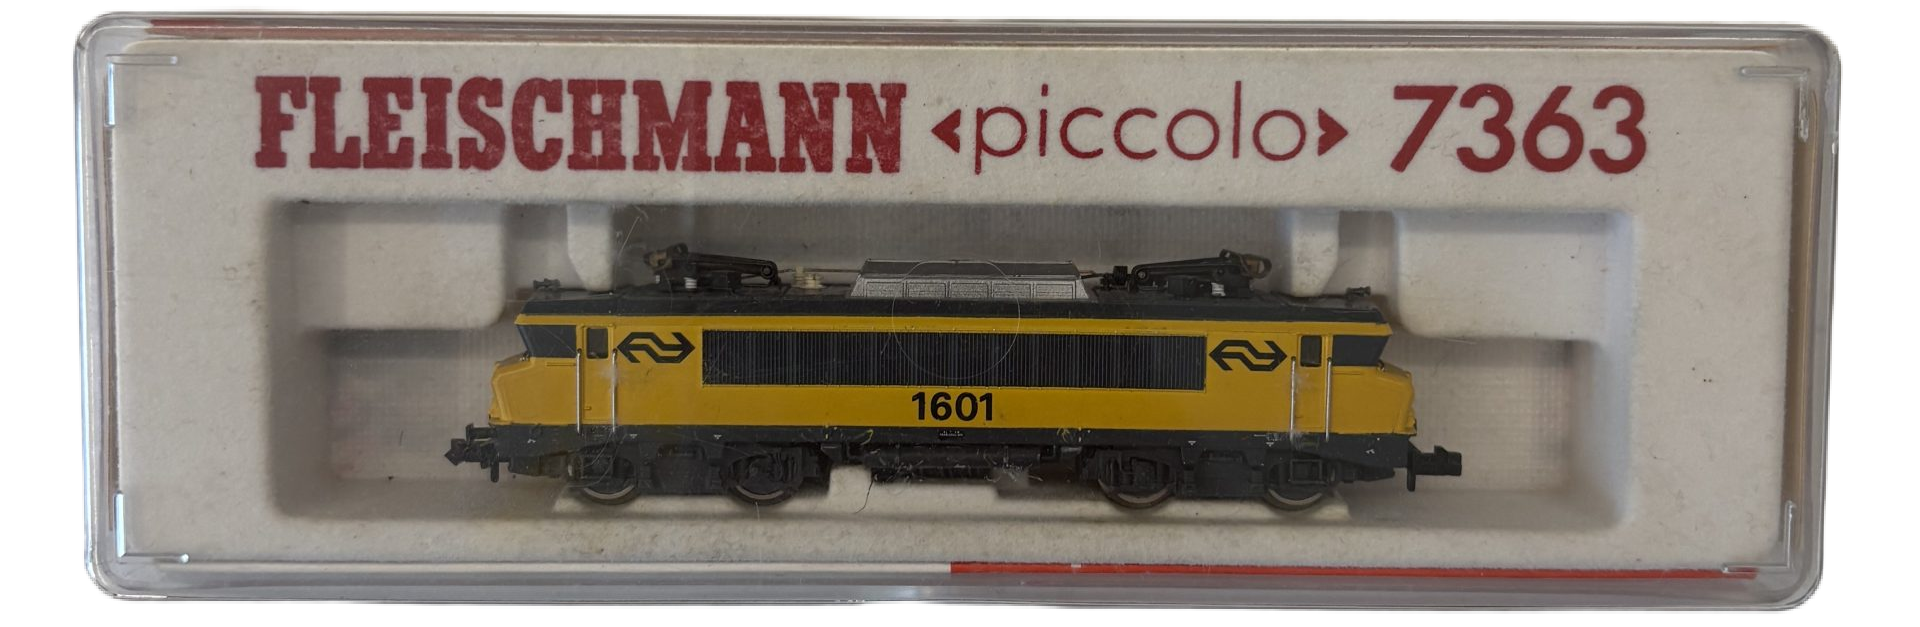 FLEISCHMANN <piccolo> 7363
1601